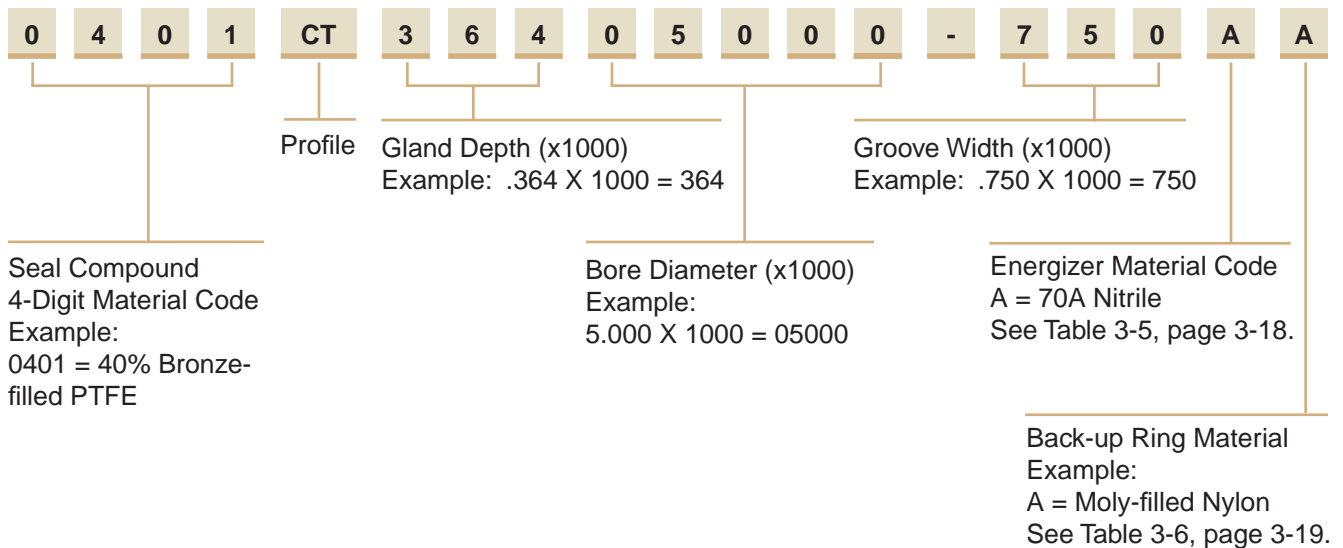 0 4 0 1 CT 3 6 4 0 5 0 0 0 - 7 5 0 A A
Profile
Gland Depth (x1000)
Example: .364 X 1000 = 364
Groove Width (x1000)
Example: .750 X 1000 = 750
Seal Compound
4-Digit Material Code
Example:
0401 = 40% Bronze-
filled PTFE
Bore Diameter (x1000)
Example:
5.000 X 1000 = 05000
Energizer Material Code
A = 70A Nitrile
See Table 3-5, page 3-18.
Back-up Ring Material
Example:
A = Moly-filled Nylon
See Table 3-6, page 3-19.